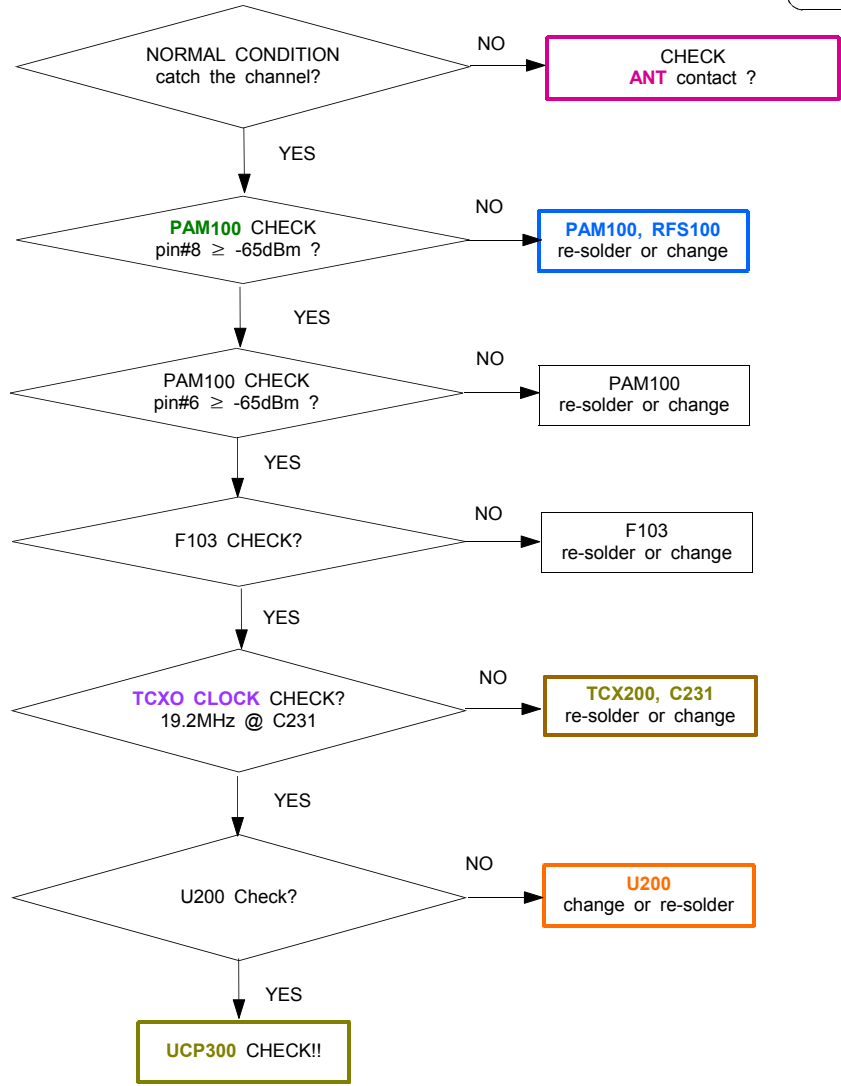 NORMAL CONDITION
catch the channel?
NO
CHECK
ANT contact ?
YES
PAM100 CHECK
pin#8 ≥ -65dBm ?
NO
PAM100, RFS100
re-solder or change
YES
PAM100 CHECK
pin#6 ≥ -65dBm ?
NO
PAM100
re-solder or change
YES
F103 CHECK?
NO
F103
re-solder or change
YES
TCXO CLOCK CHECK?
19.2MHz @ C231
NO
TCX200, C231
re-solder or change
YES
U200 Check?
NO
U200
change or re-solder
YES
UCP300 CHECK!!